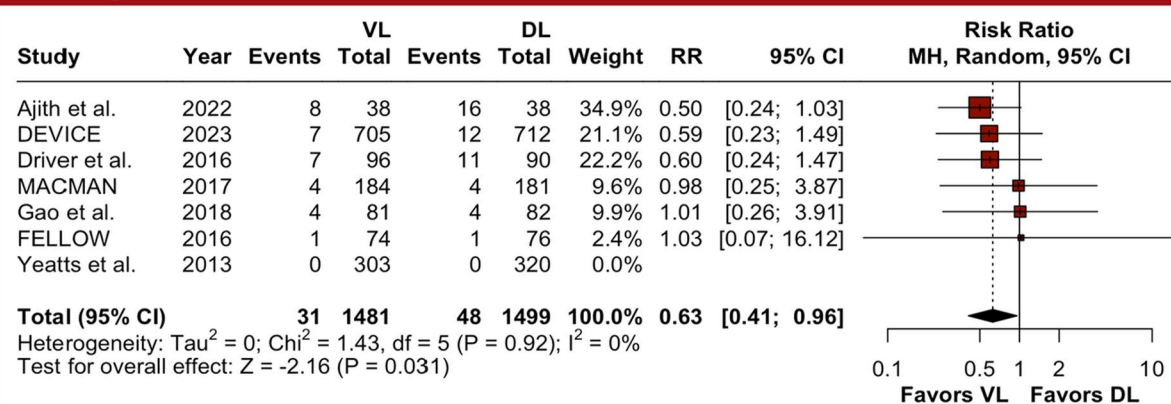 VL DL Risk Ratio
Study Year Events Total Events Total Weight RR 95% CI MH, Random, 95% CI
Ajith et al. 2022 8 38 16 38 34.9% 0.50 [0.24; 1.03]
DEVICE 2023 7 705 12 712 21.1% 0.59 [0.23; 1.49]
Driver et al. 2016 7 96 11 90 22.2% 0.60 [0.24; 1.47]
MACMAN 2017 4 184 4 181 9.6% 0.98 [0.25; 3.87]
Gao et al. 2018 4 81 4 82 9.9% 1.01 [0.26; 3.91]
FELLOW 2016 1 74 1 76 2.4% 1.03 [0.07; 16.12]
Yeatts et al. 2013 0 303 0 320 0.0%
Total (95% CI) 31 1481 48 1499 100.0% 0.63 [0.41; 0.96]
Heterogeneity: Tau² = 0; Chi² = 1.43, df = 5 (P = 0.92); I² = 0%
Test for overall effect: Z = -2.16 (P = 0.031)
0.1 0.5 1 2 10
Favors VL Favors DL